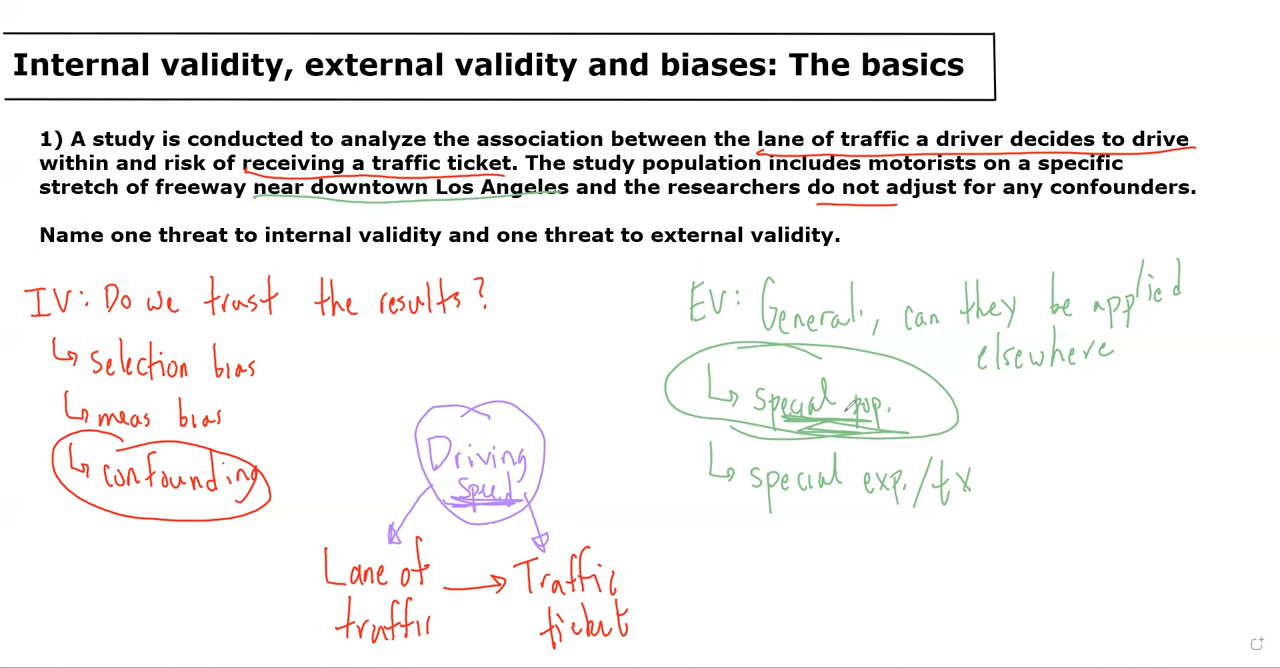 Internal validity, external validity and biases: The basics
1) A study is conducted to analyze the association between the lane of traffic a driver decides to drive
within and risk of receiving a traffic ticket. The study population includes motorists on a specific
stretch of freeway near downtown Los Angeles and the researchers do not adjust for any confounders.
Name one threat to internal validity and one threat to external validity.
IV: Do we trust the results?
↳ selection bias
↳ meas bias
↳ confounding
Driving
speed
Lane of
traffic
→
Traffic
ticket
EV: General., can they be applied
elsewhere
↳ special pop.
↳ special exp./tx